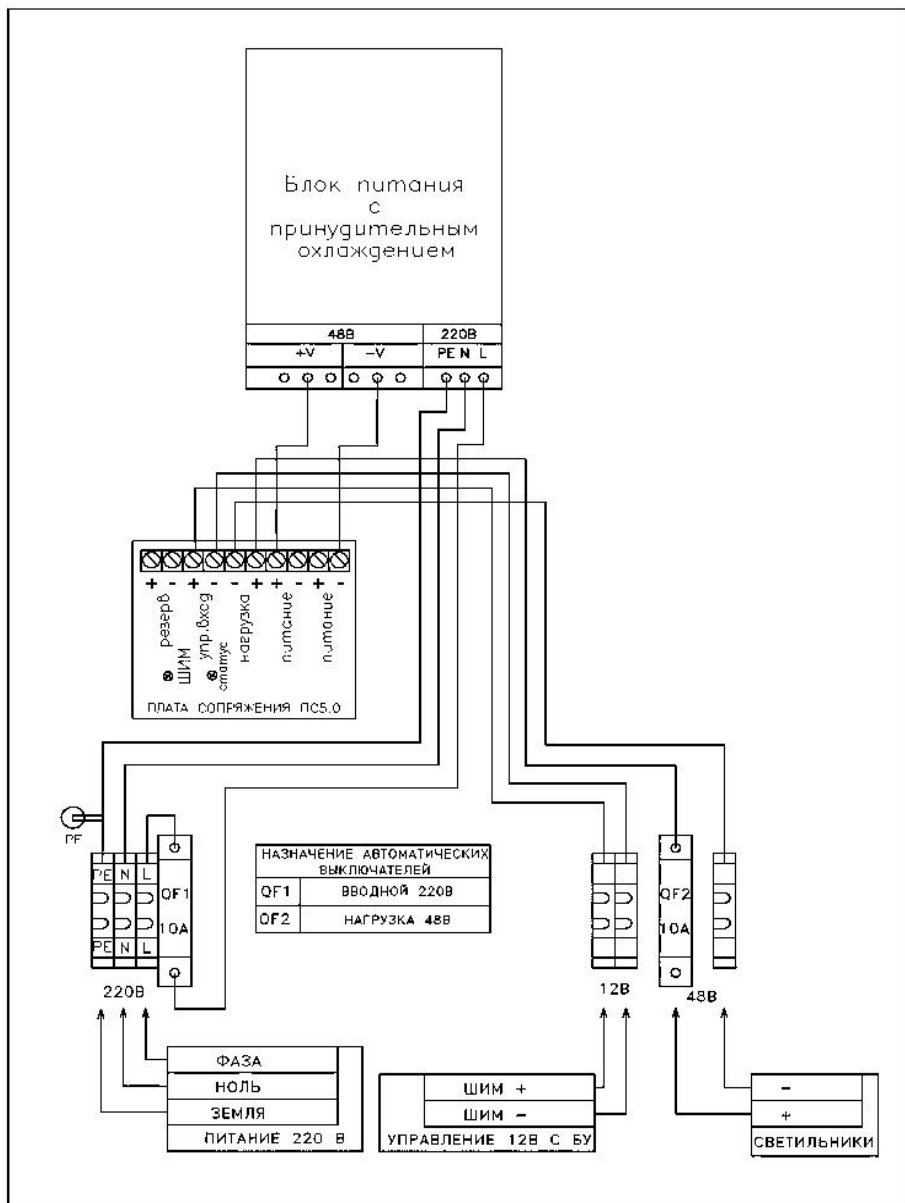 Блок питания
с
принудительным
охлаждением
48В 220В
+V -V PE N L
+ - + - - + + - + -
резерв
ШИМ
упр.вход
статус
нагрузка
питание
питание
ПЛАТА СОПРЯЖЕНИЯ ПС5.0
PE
PE N L
QF1
10А
PE N L
220В
НАЗНАЧЕНИЕ АВТОМАТИЧЕСКИХ
ВЫКЛЮЧАТЕЛЕЙ
QF1 ВВОДНОЙ 220В
QF2 НАГРУЗКА 48В
QF2
10А
12В
48В
ФАЗА
НОЛЬ
ЗЕМЛЯ
ПИТАНИЕ 220 В
ШИМ +
ШИМ -
УПРАВЛЕНИЕ 12В С БУ
-
+
СВЕТИЛЬНИКИ